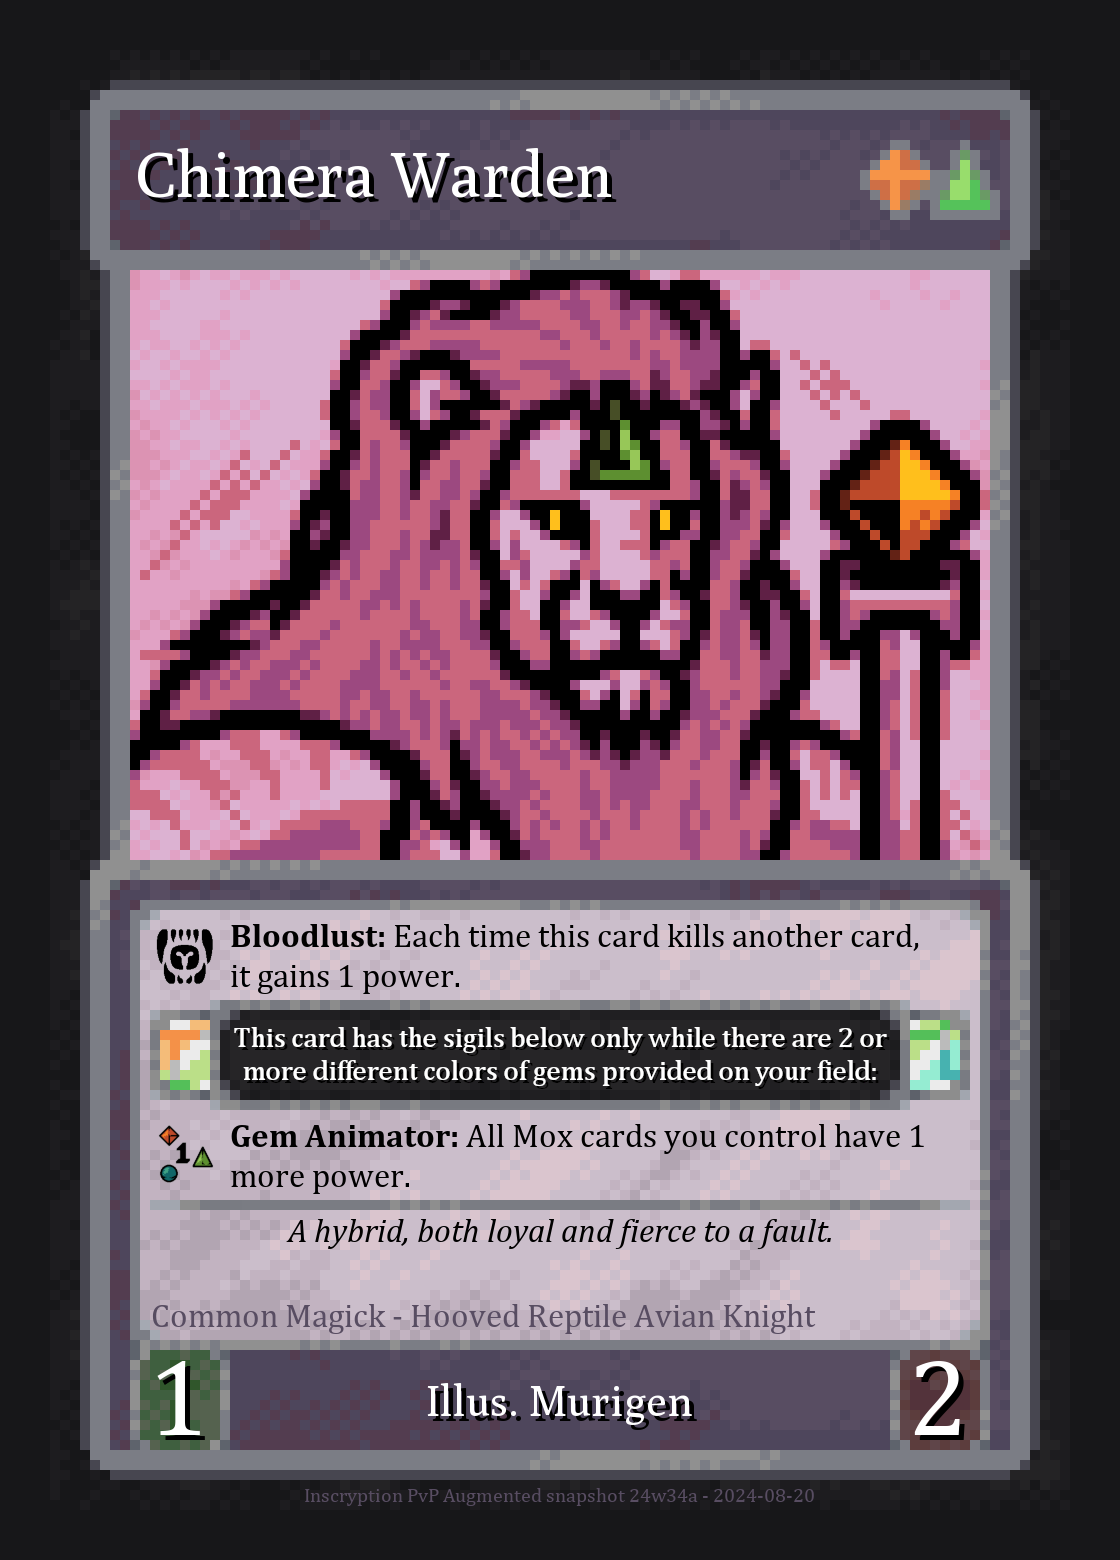 Chimera Warden
Bloodlust: Each time this card kills another card,
it gains 1 power.
This card has the sigils below only while there are 2 or
more different colors of gems provided on your field:
1
Gem Animator: All Mox cards you control have 1
more power.
A hybrid, both loyal and fierce to a fault.
Common Magick - Hooved Reptile Avian Knight
1
Illus. Murigen
2
Inscryption PvP Augmented snapshot 24w34a - 2024-08-20